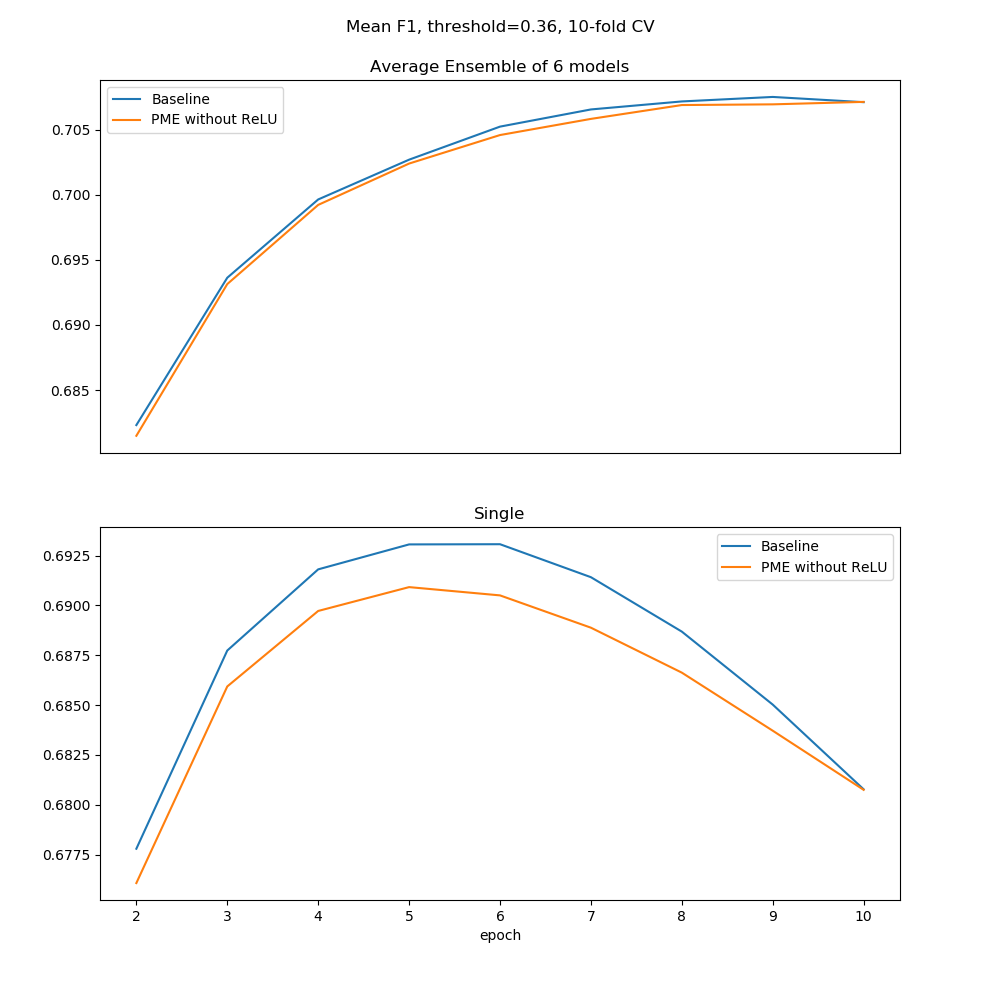 Mean F1, threshold=0.36, 10-fold CV
Average Ensemble of 6 models
Baseline
PME without ReLU
0.705
0.700
0.695
0.690
0.685
Single
Baseline
PME without ReLU
0.6925
0.6900
0.6875
0.6850
0.6825
0.6800
0.6775
2 3 4 5 6 7 8 9 10
epoch